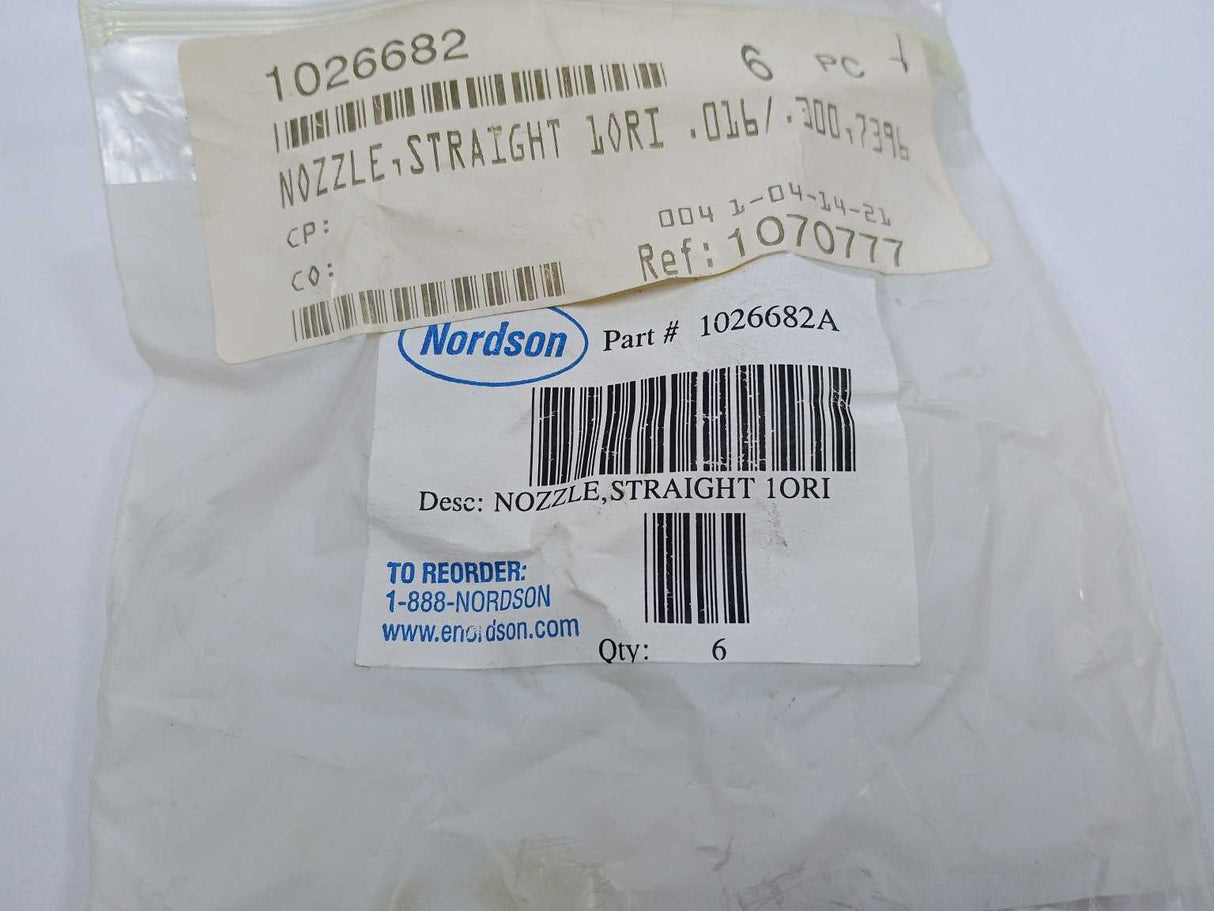 1026682 6 PC
NOZZLE,STRAIGHT 1ORI .016/.300,7396
CP:
004 1-04-14-21
CO:
Ref: 1070777
Nordson Part # 1026682A
Desc: NOZZLE,STRAIGHT 1ORI
TO REORDER:
1-888-NORDSON
www.enordson.com
Qty: 6